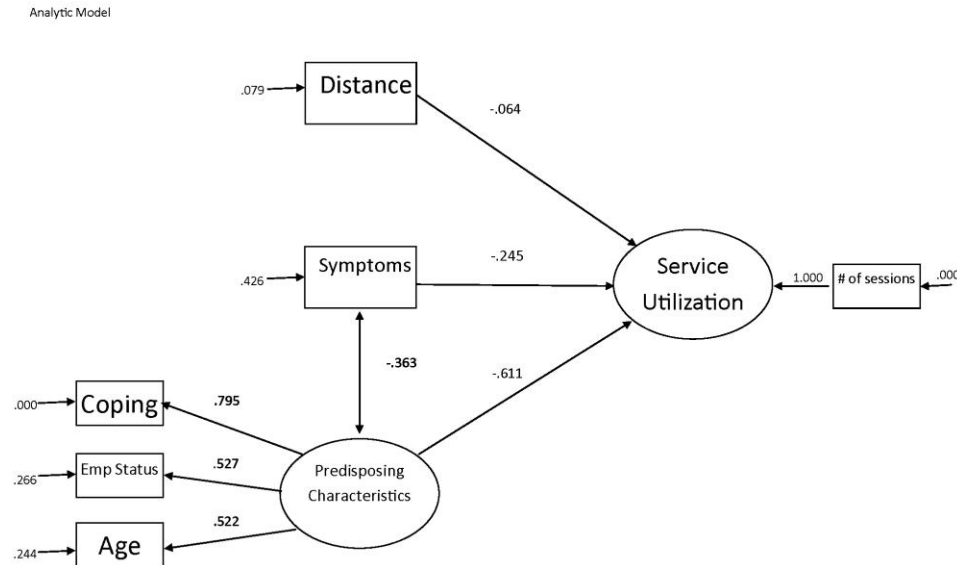 Analytic Model
.079
Distance
-.064
.426
Symptoms
-.245
Service
Utilization
1.000
# of sessions
.000
-.363
-.611
.000
Coping
.795
.266
Emp Status
.527
Predisposing
Characteristics
.244
Age
.522